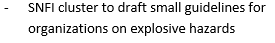 - SNFI cluster to draft small guidelines for
organizations on explosive hazards